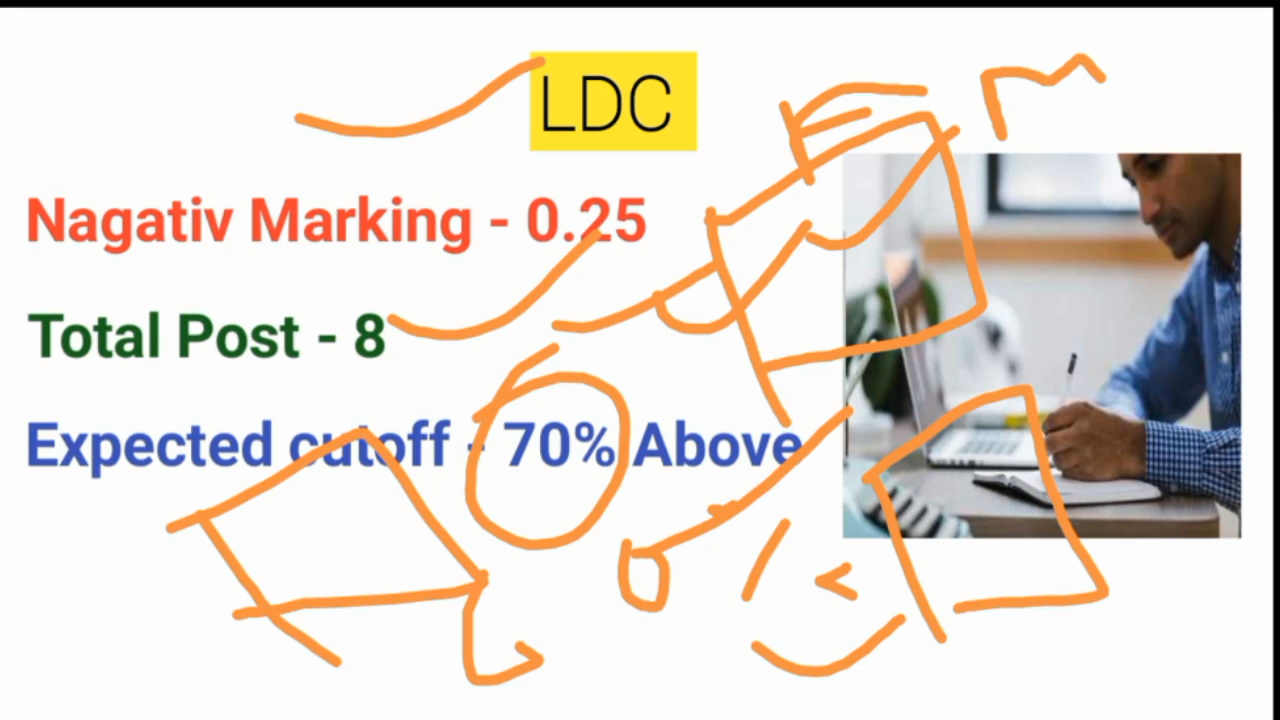 LDC
Nagativ Marking - 0.25
Total Post - 8
Expected cutoff - 70% Above